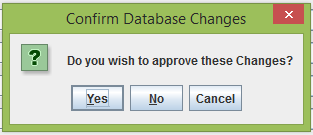 Confirm Database Changes
Do you wish to approve these Changes?
Yes No Cancel